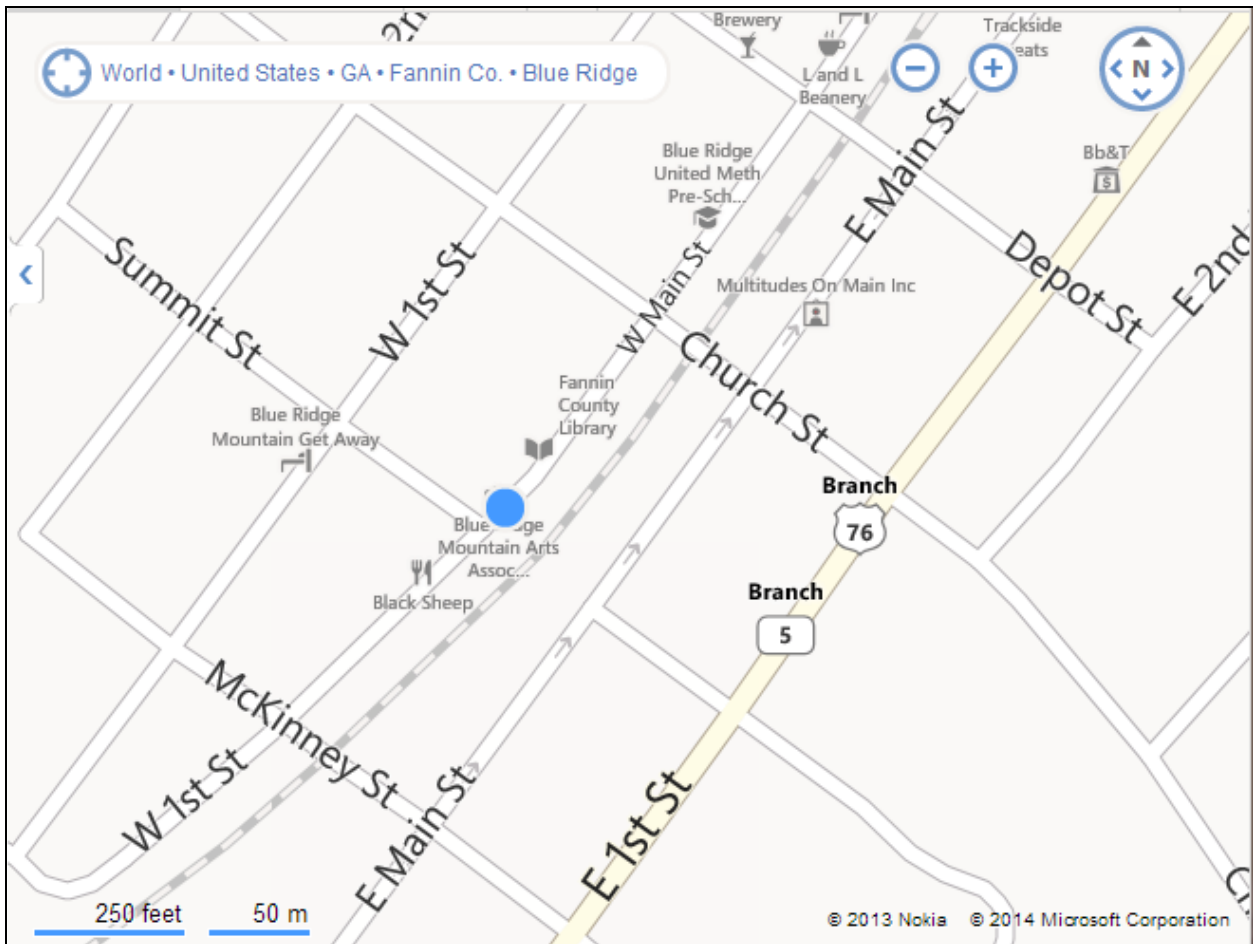 Brewery
Trackside
eats
2n
World • United States • GA • Fannin Co. • Blue Ridge
N
L and L
Beanery
E Main St
Blue Ridge
United Meth
Pre-Sch...
Bb&T
$
Summit St
W 1st St
W Main St
Depot St
E 2nd
Multitudes On Main Inc
Church St
Fannin
County
Library
Blue Ridge
Mountain Get Away
Branch
76
Blue
ge
Mountain Arts
Assoc...
Black Sheep
Branch
5
McKinney St
W 1st St
E Main St
E 1st St
250 feet
50 m
© 2013 Nokia © 2014 Microsoft Corporation